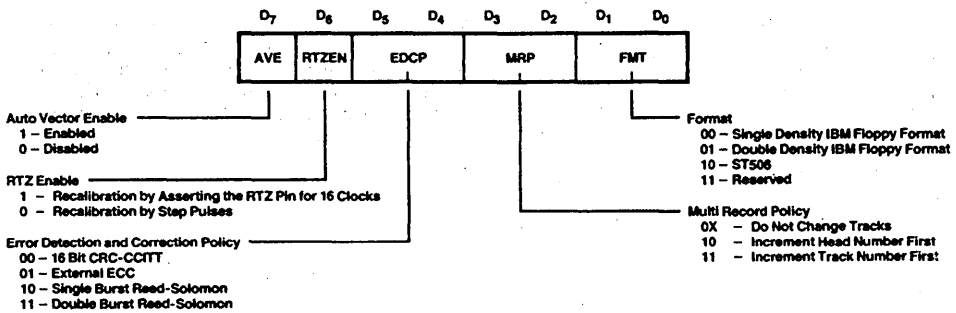 D7 D6 D5 D4 D3 D2 D1 D0
AVE RTZEN EDCP MRP FMT
Auto Vector Enable
1 – Enabled
0 – Disabled
RTZ Enable
1 – Recalibration by Asserting the RTZ Pin for 16 Clocks
0 – Recalibration by Step Pulses
Error Detection and Correction Policy
00 – 16 Bit CRC-CCITT
01 – External ECC
10 – Single Burst Reed-Solomon
11 – Double Burst Reed-Solomon
Format
00 – Single Density IBM Floppy Format
01 – Double Density IBM Floppy Format
10 – ST506
11 – Reserved
Multi Record Policy
0X – Do Not Change Tracks
10 – Increment Head Number First
11 – Increment Track Number First